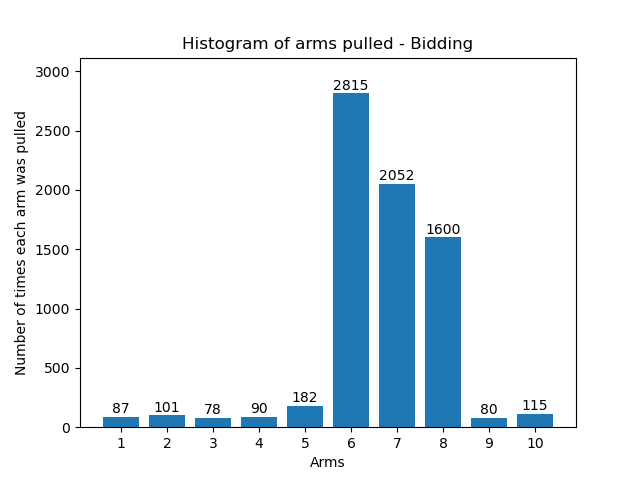 Histogram of arms pulled - Bidding
Number of times each arm was pulled
3000
2500
2000
1500
1000
500
0
87 101 78 90 182 2815 2052 1600 80 115
1 2 3 4 5 6 7 8 9 10
Arms